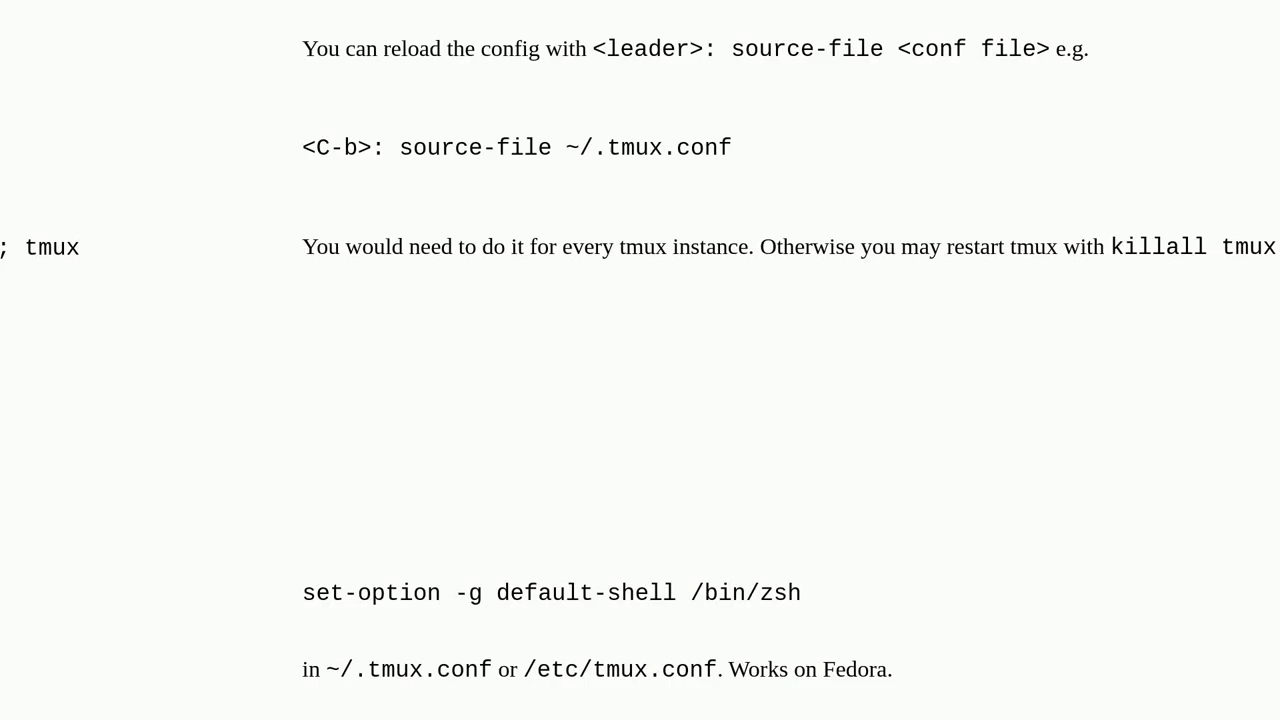 You can reload the config with <leader>: source-file <conf file> e.g.
<C-b>: source-file ~/.tmux.conf
You would need to do it for every tmux instance. Otherwise you may restart tmux with killall tmux
; tmux
set-option -g default-shell /bin/zsh
in ~/.tmux.conf or /etc/tmux.conf. Works on Fedora.